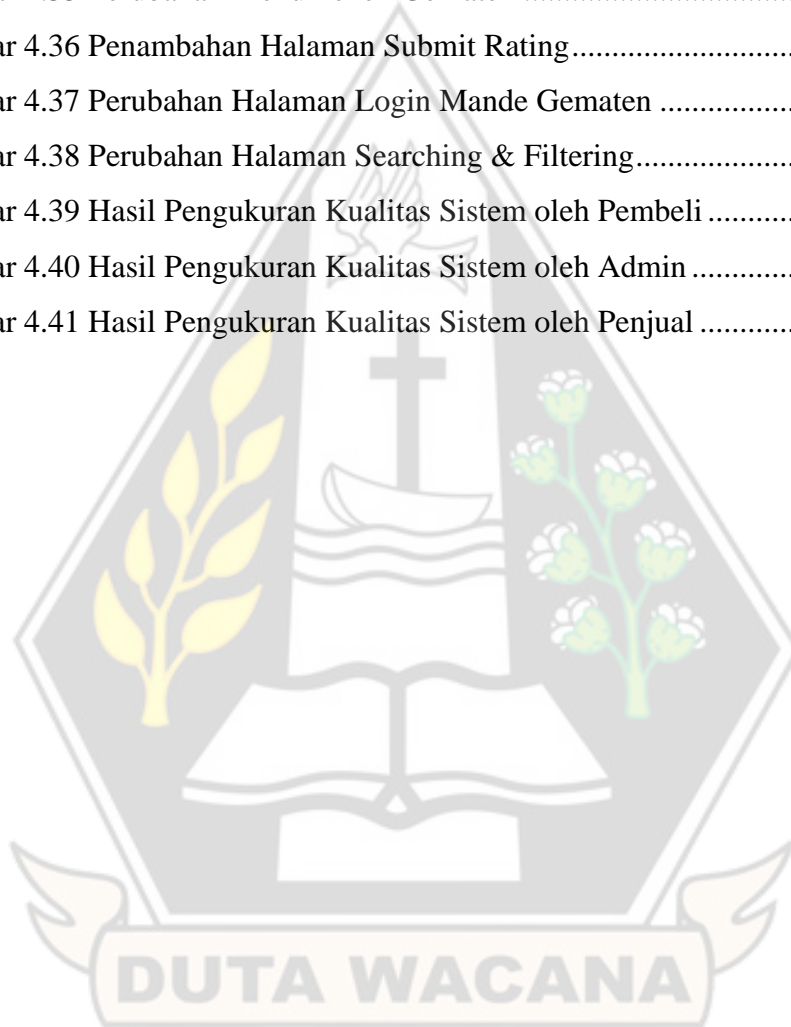 ar 4.36 Penambahan Halaman Submit Rating............................
ar 4.37 Perubahan Halaman Login Mande Gematen .................
ar 4.38 Perubahan Halaman Searching & Filtering....................
ar 4.39 Hasil Pengukuran Kualitas Sistem oleh Pembeli ...........
ar 4.40 Hasil Pengukuran Kualitas Sistem oleh Admin .............
ar 4.41 Hasil Pengukuran Kualitas Sistem oleh Penjual ............
DUTA WACANA